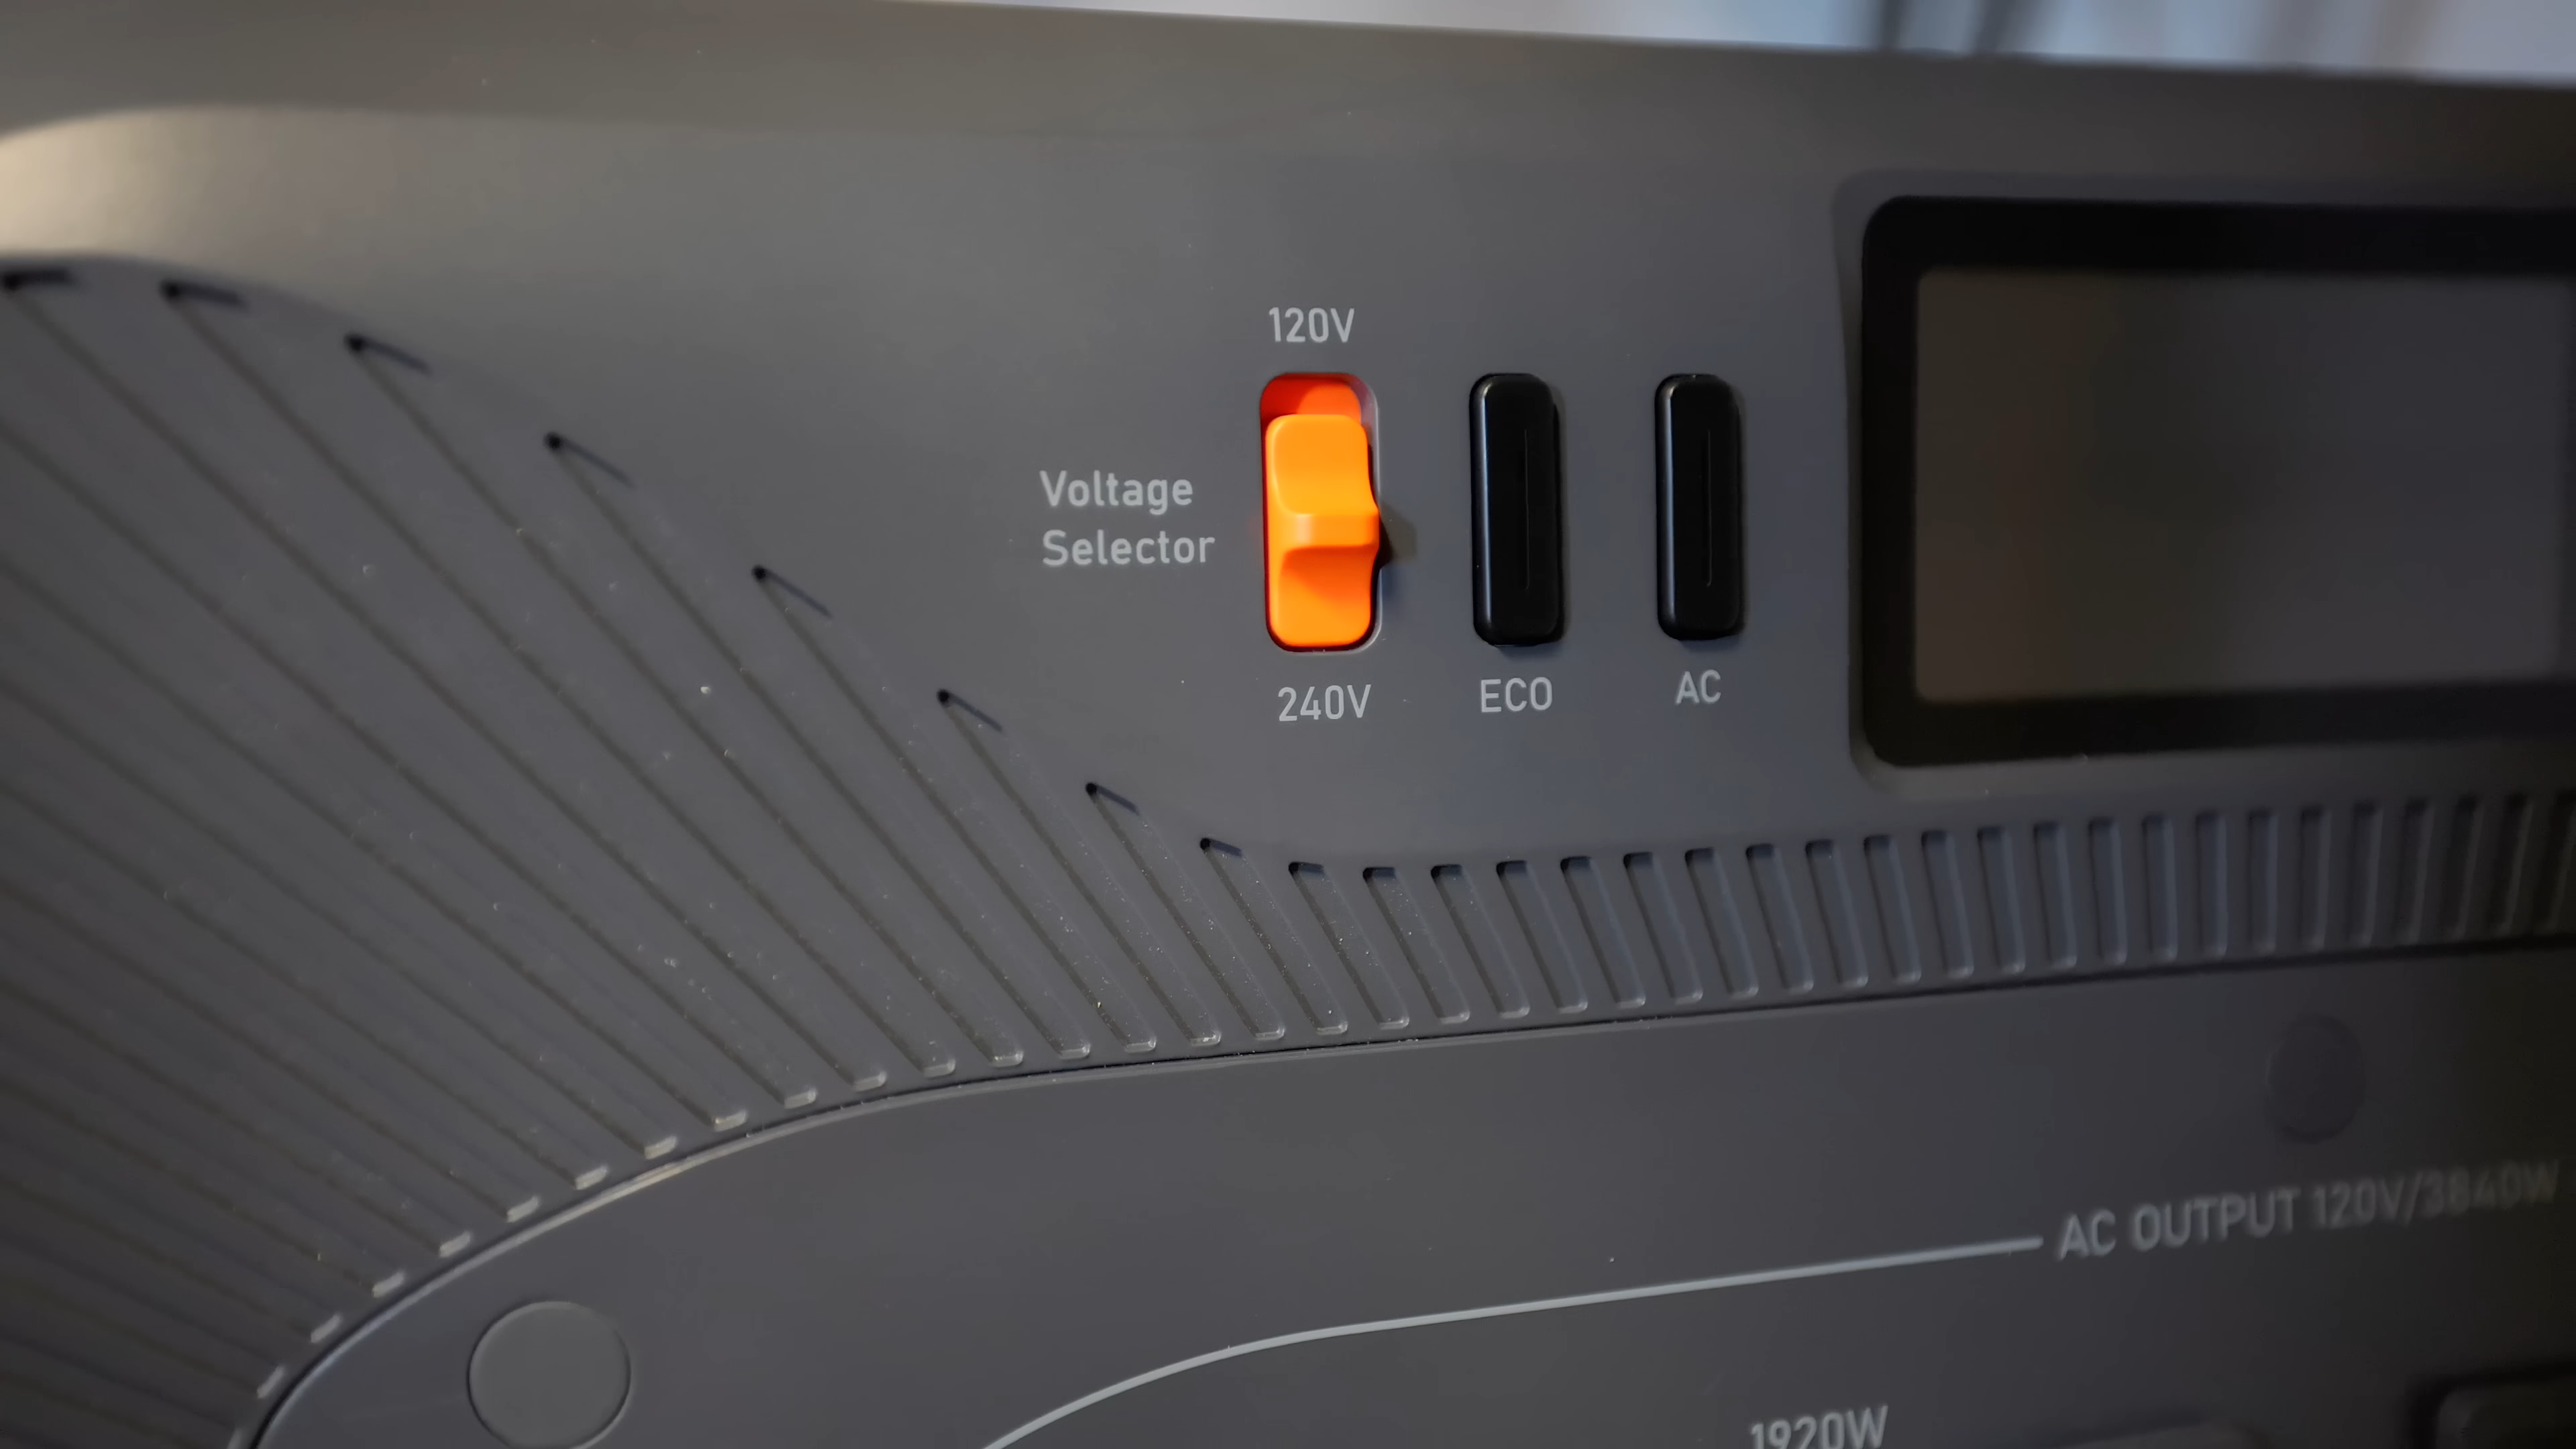 120V
Voltage
Selector
240V
ECO
AC
AC OUTPUT 120V/3840W
1920W